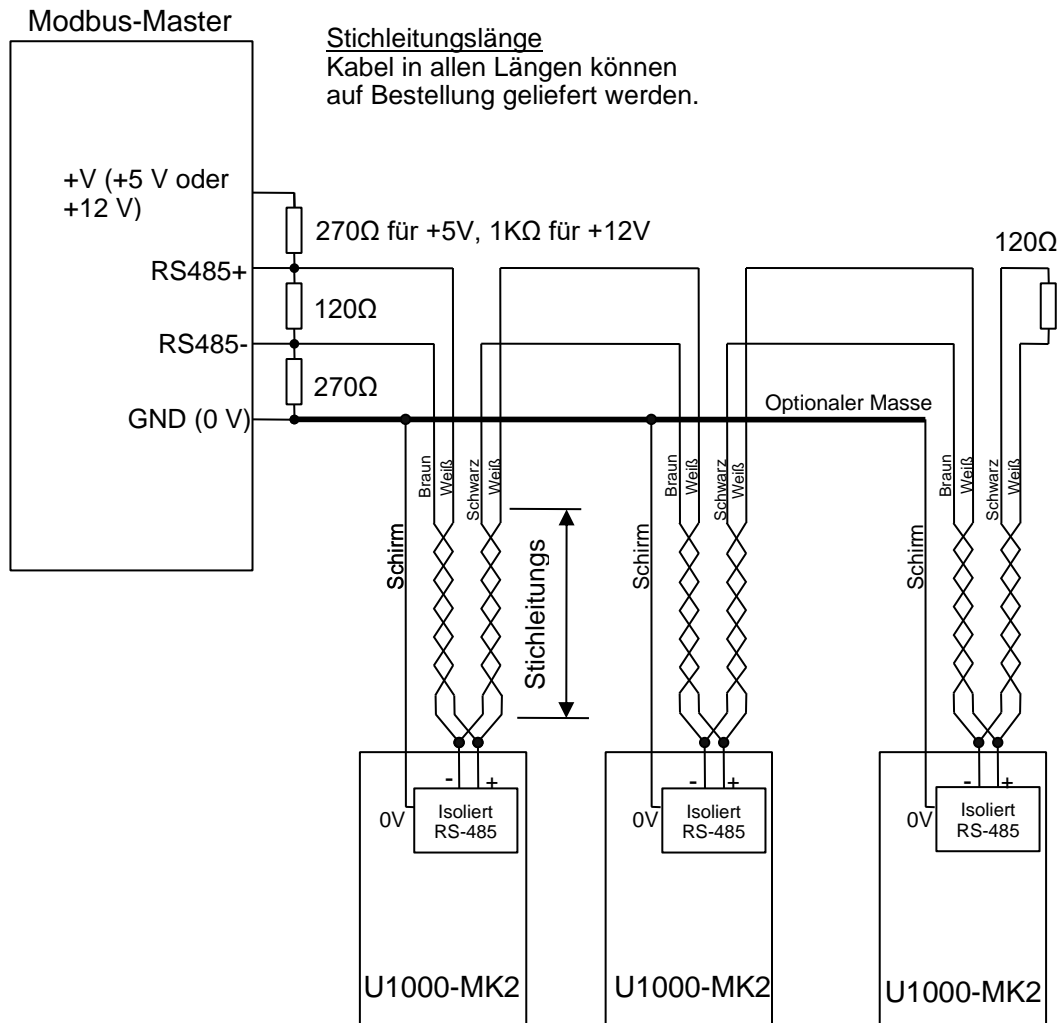 Modbus-Master
Stichleitungslänge
Kabel in allen Längen können
auf Bestellung geliefert werden.
+V (+5 V oder
+12 V)
270Ω für +5V, 1KΩ für +12V
120Ω
RS485+
120Ω
RS485-
270Ω
GND (0 V)
Optionaler Masse
Schirm
Braun
Weiß
Schwarz
Weiß
Stichleitungs
Schirm
Braun
Weiß
Schwarz
Weiß
Schirm
Braun
Weiß
Schwarz
Weiß
- +
0V
Isoliert
RS-485
U1000-MK2
- +
0V
Isoliert
RS-485
U1000-MK2
- +
0V
Isoliert
RS-485
U1000-MK2